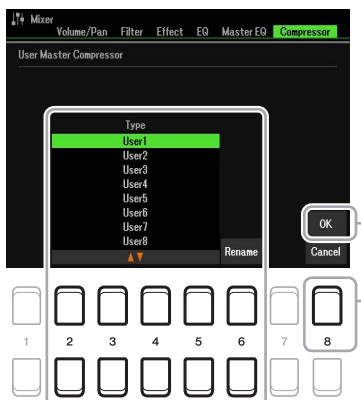 Mixer
Volume/Pan Filter Effect EQ Master EQ Compressor
User Master Compressor
Type
User1
User2
User3
User4
User5
User6
User7
User8
OK
Rename
Cancel
1 2 3 4 5 6 7 8